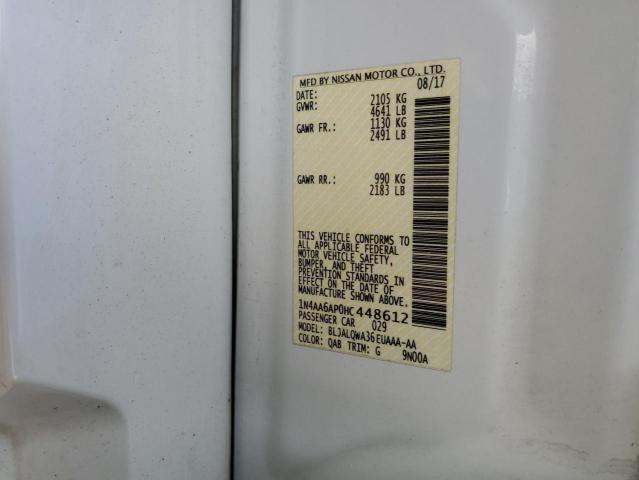 MFD BY NISSAN MOTOR CO., LTD.
DATE: 08/17
GVWR: 2105 KG
4641 LB
GAWR FR.: 1130 KG
2491 LB
GAWR RR.: 990 KG
2183 LB
THIS VEHICLE CONFORMS TO
ALL APPLICABLE FEDERAL
MOTOR VEHICLE SAFETY,
BUMPER, AND THEFT
PREVENTION STANDARDS IN
EFFECT ON THE DATE OF
MANUFACTURE SHOWN ABOVE.
1N4AA6AP0HC448612
PASSENGER CAR 029
MODEL: BLJALQWA36EUAAA-AA
COLOR: QAB TRIM: G 9N00A